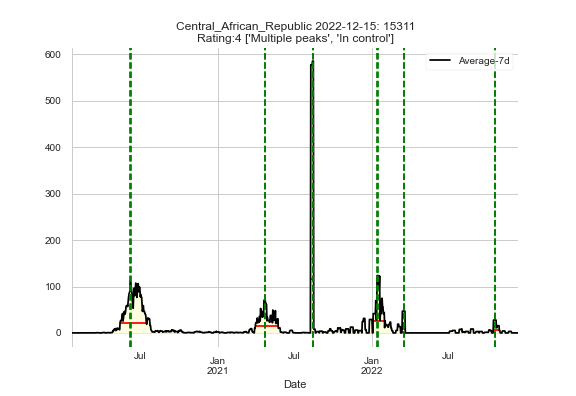 Central_African_Republic 2022-12-15: 15311
Rating:4 ['Multiple peaks', 'In control']
Average-7d
600
500
400
300
200
100
0
Jul
Jan
2021
Jul
Jan
2022
Jul
Date